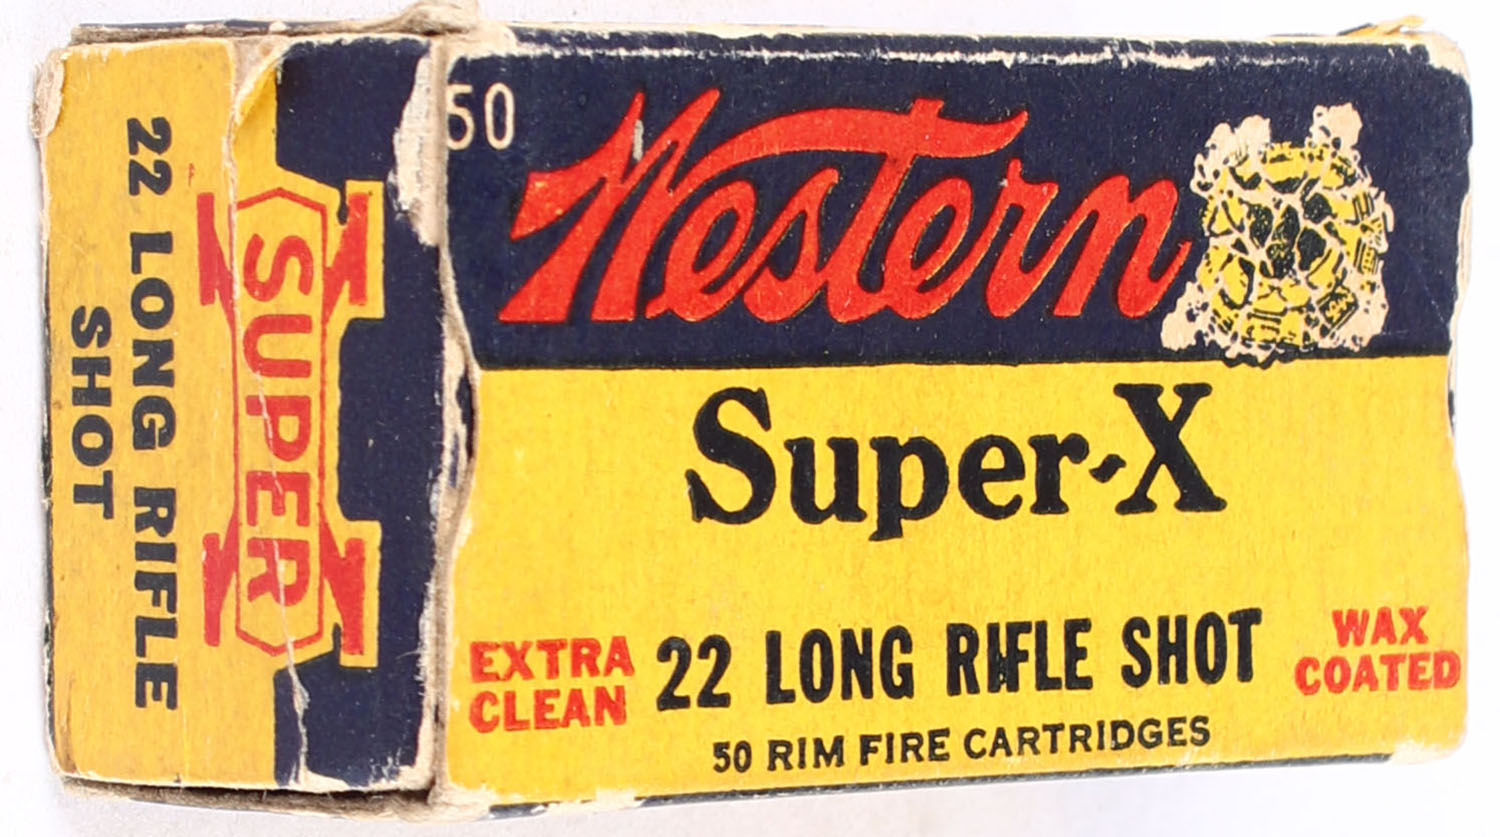 50
Western
Super-X
EXTRA
CLEAN
22 LONG RIFLE SHOT
WAX
COATED
50 RIM FIRE CARTRIDGES
SUPER
X
22 LONG RIFLE
SHOT